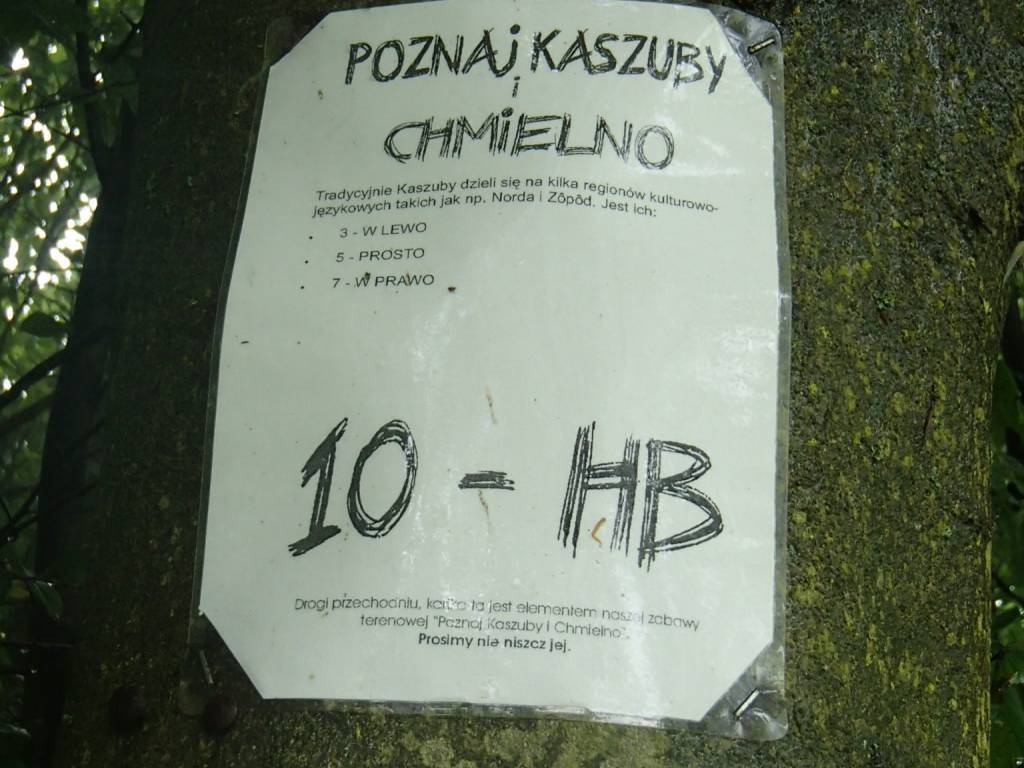 POZNAJ KASZUBY
i
CHMIELNO
Tradycyjnie Kaszuby dzieli się na kilka regionów kulturowo-
językowych takich jak np. Norda i Zôpôd. Jest ich:
3 - W LEWO
5 - PROSTO
7 - W PRAWO
10 - HB
Drogi przechodniu, kartka ta jest elementem naszej zabawy
terenowej "Poznaj Kaszuby i Chmielno".
Prosimy nie niszcz jej.